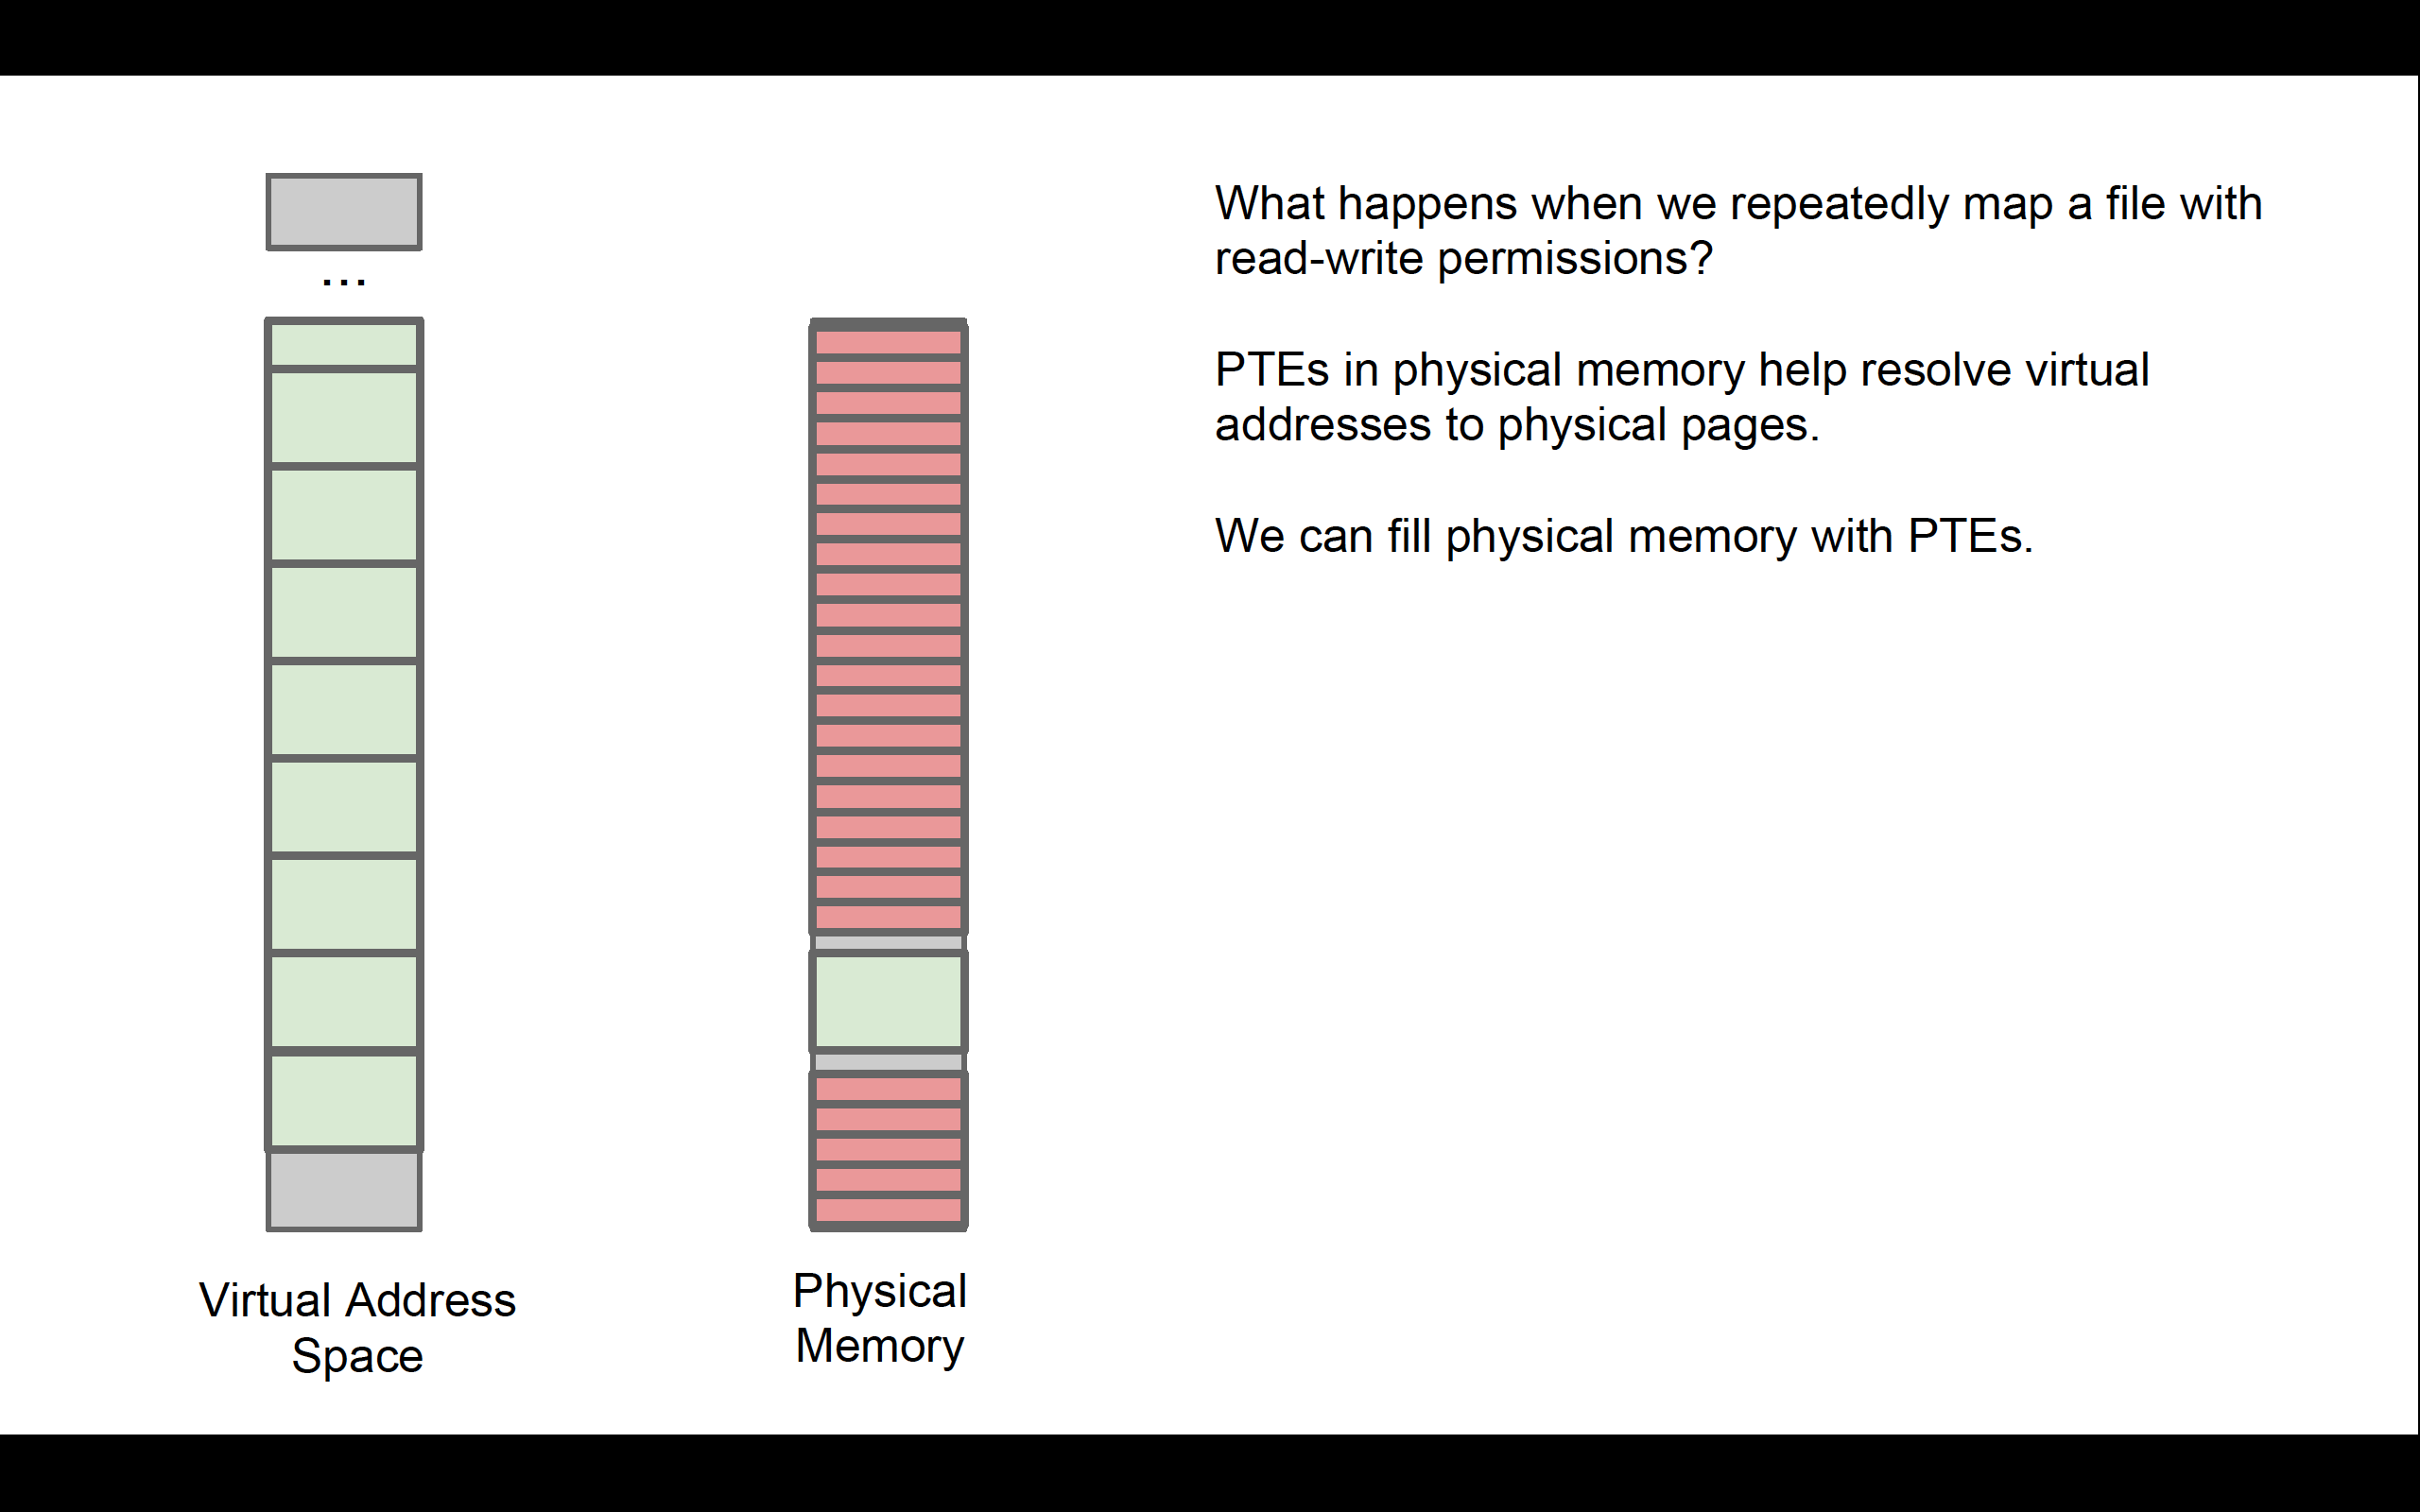 ...
What happens when we repeatedly map a file with
read-write permissions?
PTEs in physical memory help resolve virtual
addresses to physical pages.
We can fill physical memory with PTEs.
Virtual Address
Space
Physical
Memory